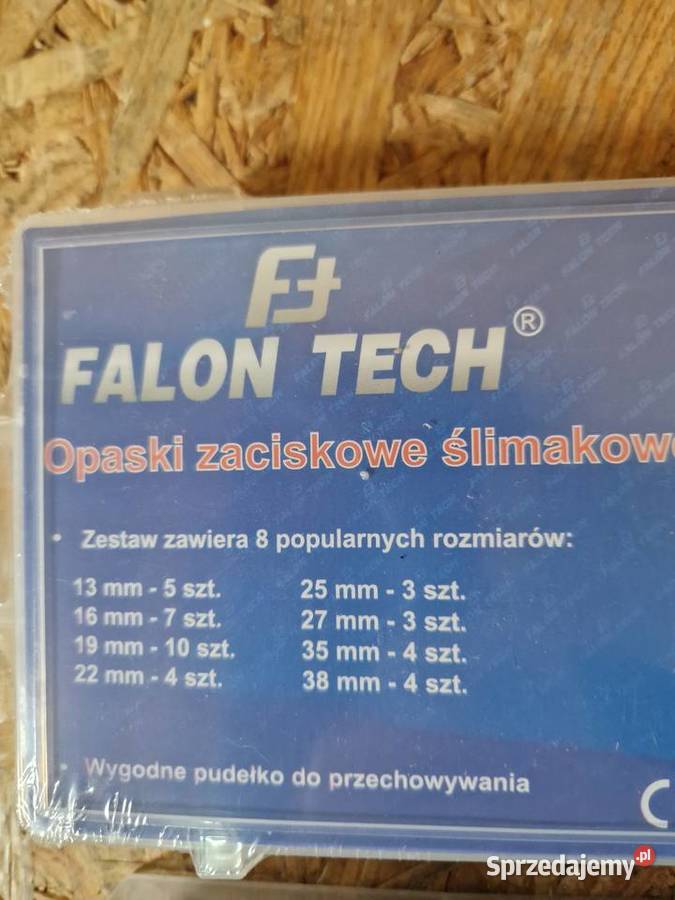 FALON TECH®
Opaski zaciskowe ślimakowe
• Zestaw zawiera 8 popularnych rozmiarów:
13 mm - 5 szt.
16 mm - 7 szt.
19 mm - 10 szt.
22 mm - 4 szt.
25 mm - 3 szt.
27 mm - 3 szt.
35 mm - 4 szt.
38 mm - 4 szt.
• Wygodne pudełko do przechowywania
Sprzedajemy.pl